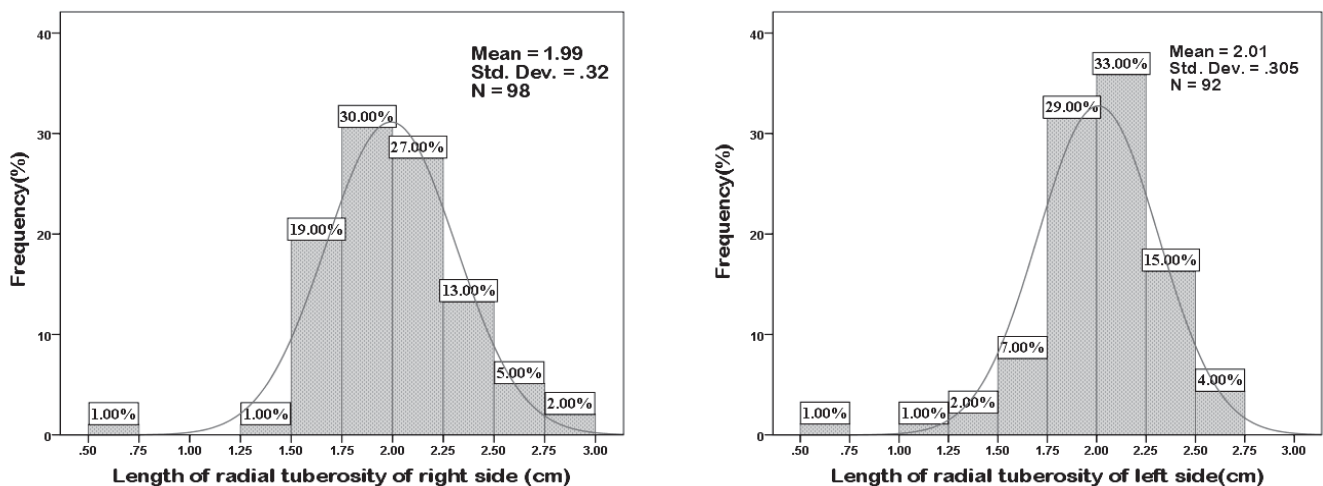 40
30
20
10
0
Frequency(%)
Mean = 1.99
Std. Dev. = .32
N = 98
1.00%
1.00%
19.00%
30.00%
27.00%
13.00%
5.00%
2.00%
.50 .75 1.00 1.25 1.50 1.75 2.00 2.25 2.50 2.75 3.00
Length of radial tuberosity of right side (cm)
40
30
20
10
0
Frequency(%)
Mean = 2.01
Std. Dev. = .305
N = 92
1.00%
1.00%
2.00%
7.00%
29.00%
33.00%
15.00%
4.00%
.50 .75 1.00 1.25 1.50 1.75 2.00 2.25 2.50 2.75 3.00
Length of radial tuberosity of left side(cm)